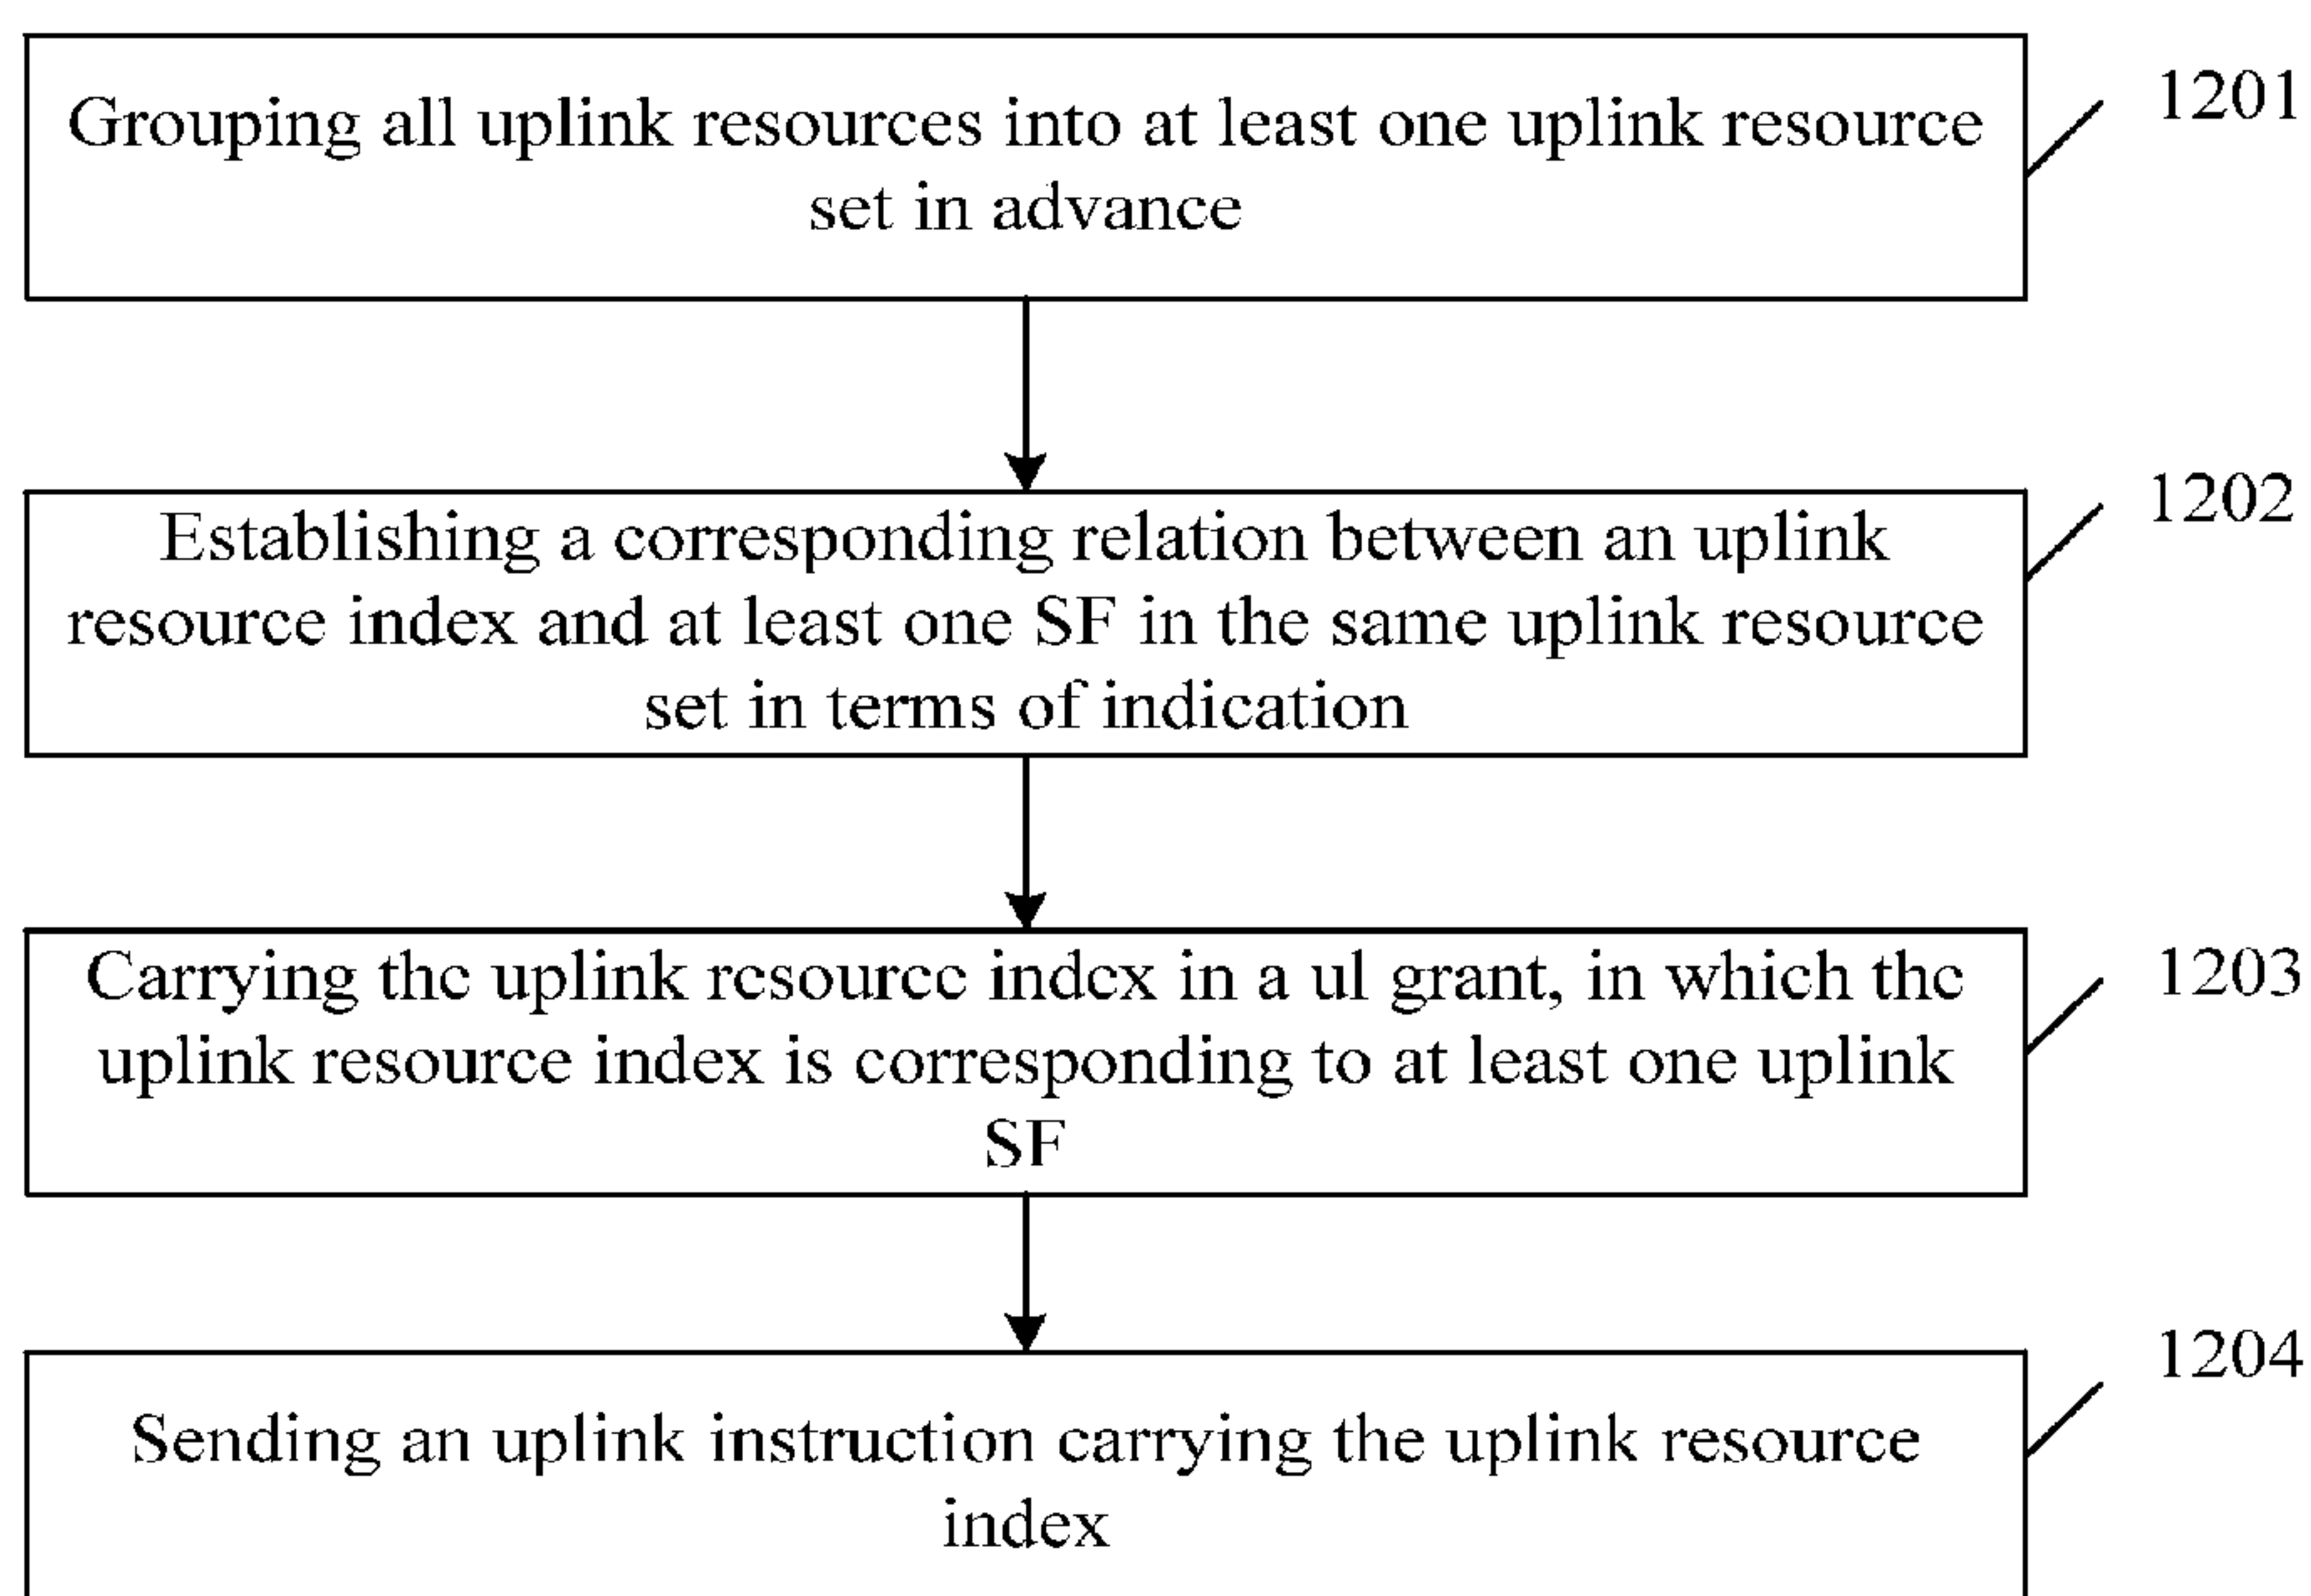 Grouping all uplink resources into at least one uplink resource
set in advance
1201
Establishing a corresponding relation between an uplink
resource index and at least one SF in the same uplink resource
set in terms of indication
1202
Carrying the uplink resource index in a ul grant, in which the
uplink resource index is corresponding to at least one uplink
SF
1203
Sending an uplink instruction carrying the uplink resource
index
1204